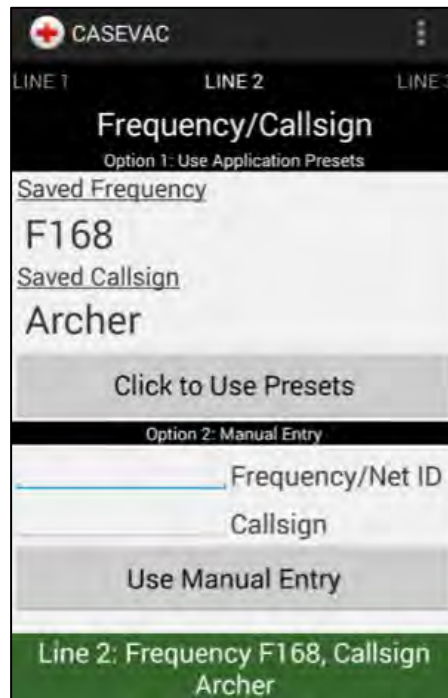 CASEVAC
LINE 1 LINE 2 LINE
Frequency/Callsign
Option 1: Use Application Presets
Saved Frequency
F168
Saved Callsign
Archer
Click to Use Presets
Option 2: Manual Entry
Frequency/Net ID
Callsign
Use Manual Entry
Line 2: Frequency F168, Callsign
Archer